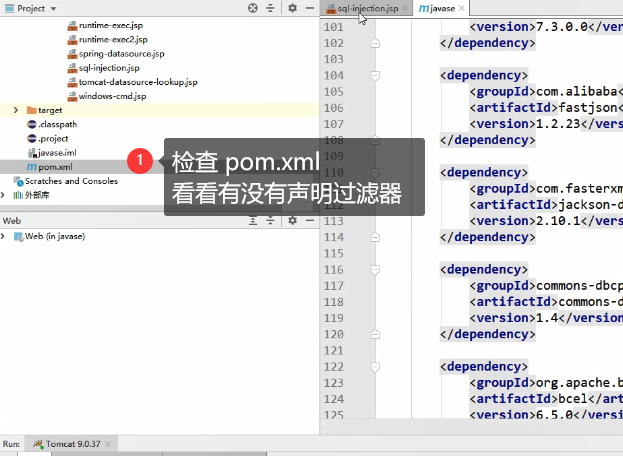 Project
runtime-exec.jsp
runtime-exec2.jsp
spring-datasource.jsp
sql-injection.jsp
tomcat-datasource-lookup.jsp
windows-cmd.jsp
target
.classpath
.project
javase.iml
pom.xml
Scratches and Consoles
外部库
1
检查 pom.xml
看看有没有声明过滤器
Web
Web (in javase)
sql-injection.jsp
javase
101 <version>7.3.0.0</ve
102 </dependency>
103
104 <dependency>
105 <groupId>com.alibaba<
106 <artifactId>fastjson<
107 <version>1.2.23</vers
108 </dependency>
109
110 <dependency>
111 <groupId>com.fasterxm
112 <artifactId>jackson-d
113 <version>2.10.1</vers
114 </dependency>
115
116 <dependency>
117 <groupId>commons-dbcp
118 <artifactId>commons-d
119 <version>1.4</version
120 </dependency>
121
122 <dependency>
123 <groupId>org.apache.b
124 <artifactId>bcel</art
125 <version>6.5.0</versi
Run: Tomcat 9.0.37